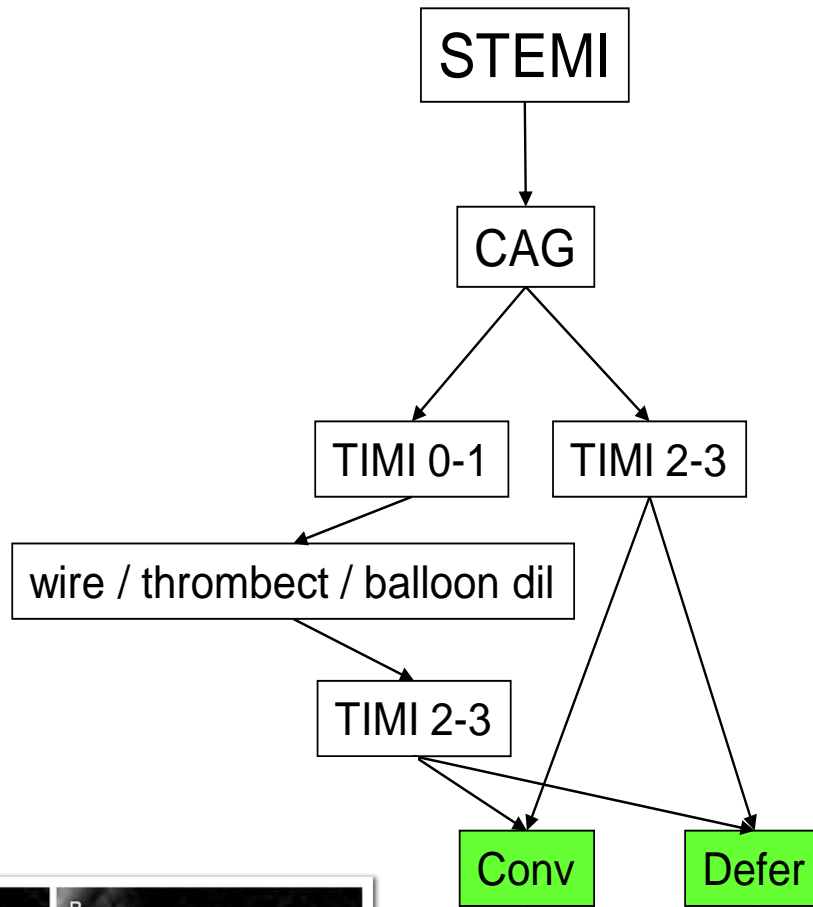 STEMI
CAG
TIMI 0-1
TIMI 2-3
wire / thrombect / balloon dil
TIMI 2-3
Conv
Defer
B